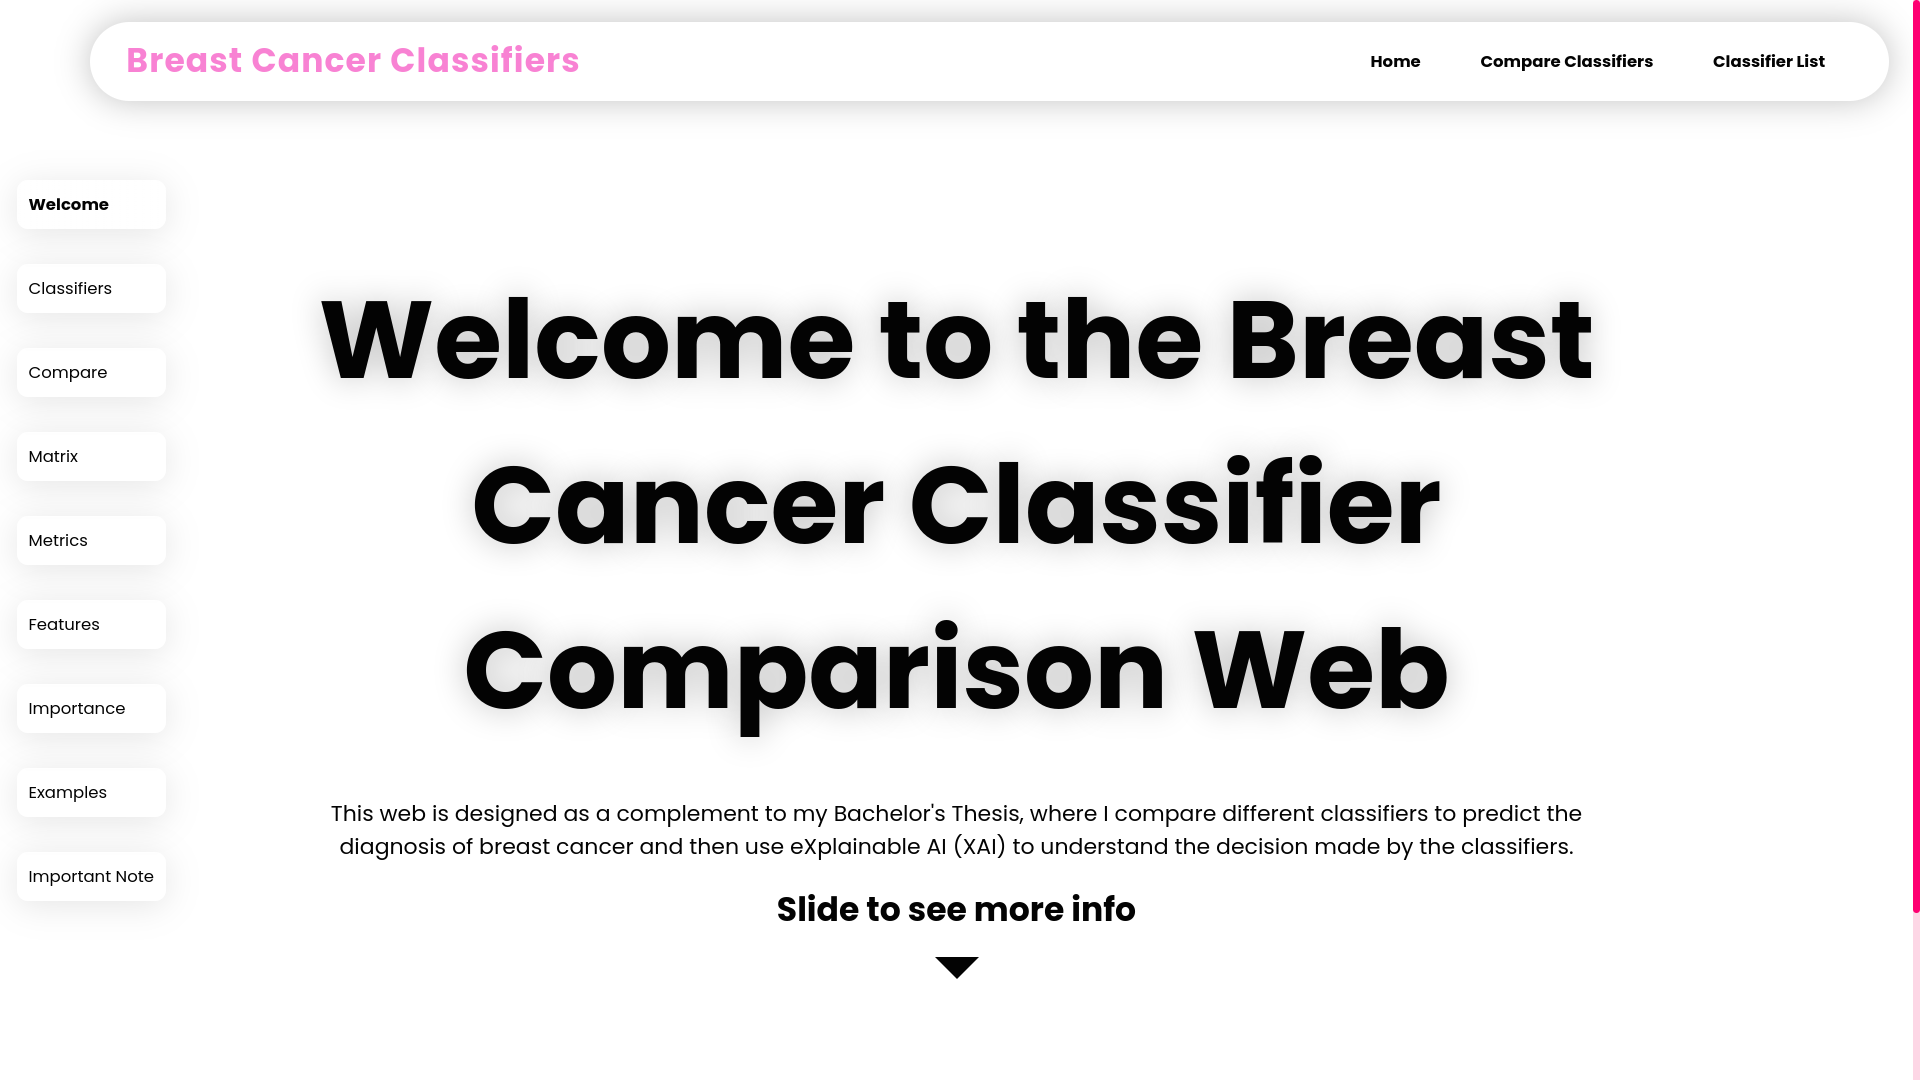 Breast Cancer Classifiers
Home
Compare Classifiers
Classifier List
Welcome
Classifiers
Compare
Matrix
Metrics
Features
Importance
Examples
Important Note
Welcome to the Breast
Cancer Classifier
Comparison Web
This web is designed as a complement to my Bachelor's Thesis, where I compare different classifiers to predict the
diagnosis of breast cancer and then use eXplainable AI (XAI) to understand the decision made by the classifiers.
Slide to see more info